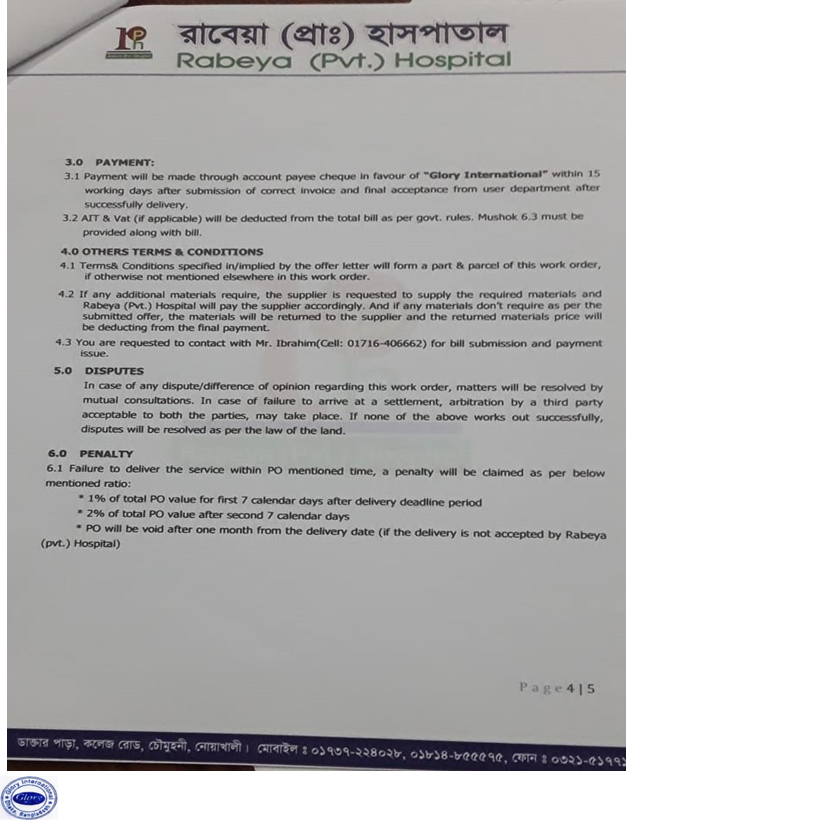 রাবেয়া (প্রাঃ) হাসপাতাল
Rabeya (Pvt.) Hospital
3.0 PAYMENT:
3.1 Payment will be made through account payee cheque in favour of "Glory International" within 15
working days after submission of correct invoice and final acceptance from user department after
successfully delivery.
3.2 AIT & Vat (if applicable) will be deducted from the total bill as per govt. rules. Mushok 6.3 must be
provided along with bill.
4.0 OTHERS TERMS & CONDITIONS
4.1 Terms& Conditions specified in/implied by the offer letter will form a part & parcel of this work order,
if otherwise not mentioned elsewhere in this work order.
4.2 If any additional materials require, the supplier is requested to supply the required materials and
Rabeya (Pvt.) Hospital will pay the supplier accordingly. And if any materials don't require as per the
submitted offer, the materials will be returned to the supplier and the returned materials price will
be deducting from the final payment.
4.3 You are requested to contact with Mr. Ibrahim(Cell: 01716-406662) for bill submission and payment
issue.
5.0 DISPUTES
In case of any dispute/difference of opinion regarding this work order, matters will be resolved by
mutual consultations. In case of failure to arrive at a settlement, arbitration by a third party
acceptable to both the parties, may take place. If none of the above works out successfully,
disputes will be resolved as per the law of the land.
6.0 PENALTY
6.1 Failure to deliver the service within PO mentioned time, a penalty will be claimed as per below
mentioned ratio:
* 1% of total PO value for first 7 calendar days after delivery deadline period
* 2% of total PO value after second 7 calendar days
* PO will be void after one month from the delivery date (if the delivery is not accepted by Rabeya
(pvt.) Hospital)
Page 4 | 5
ডাক্তার পাড়া, কলেজ রোড, চৌমুহনী, নোয়াখালী। মোবাইল ঃ ০১৭৩৭-২২৪০২৮, ০১৮১৪-৮৫৫৫৭৫, ফোন ঃ ০৩২১-৫১৭৭১
Glory International
Glory
Dhaka, Bangladesh